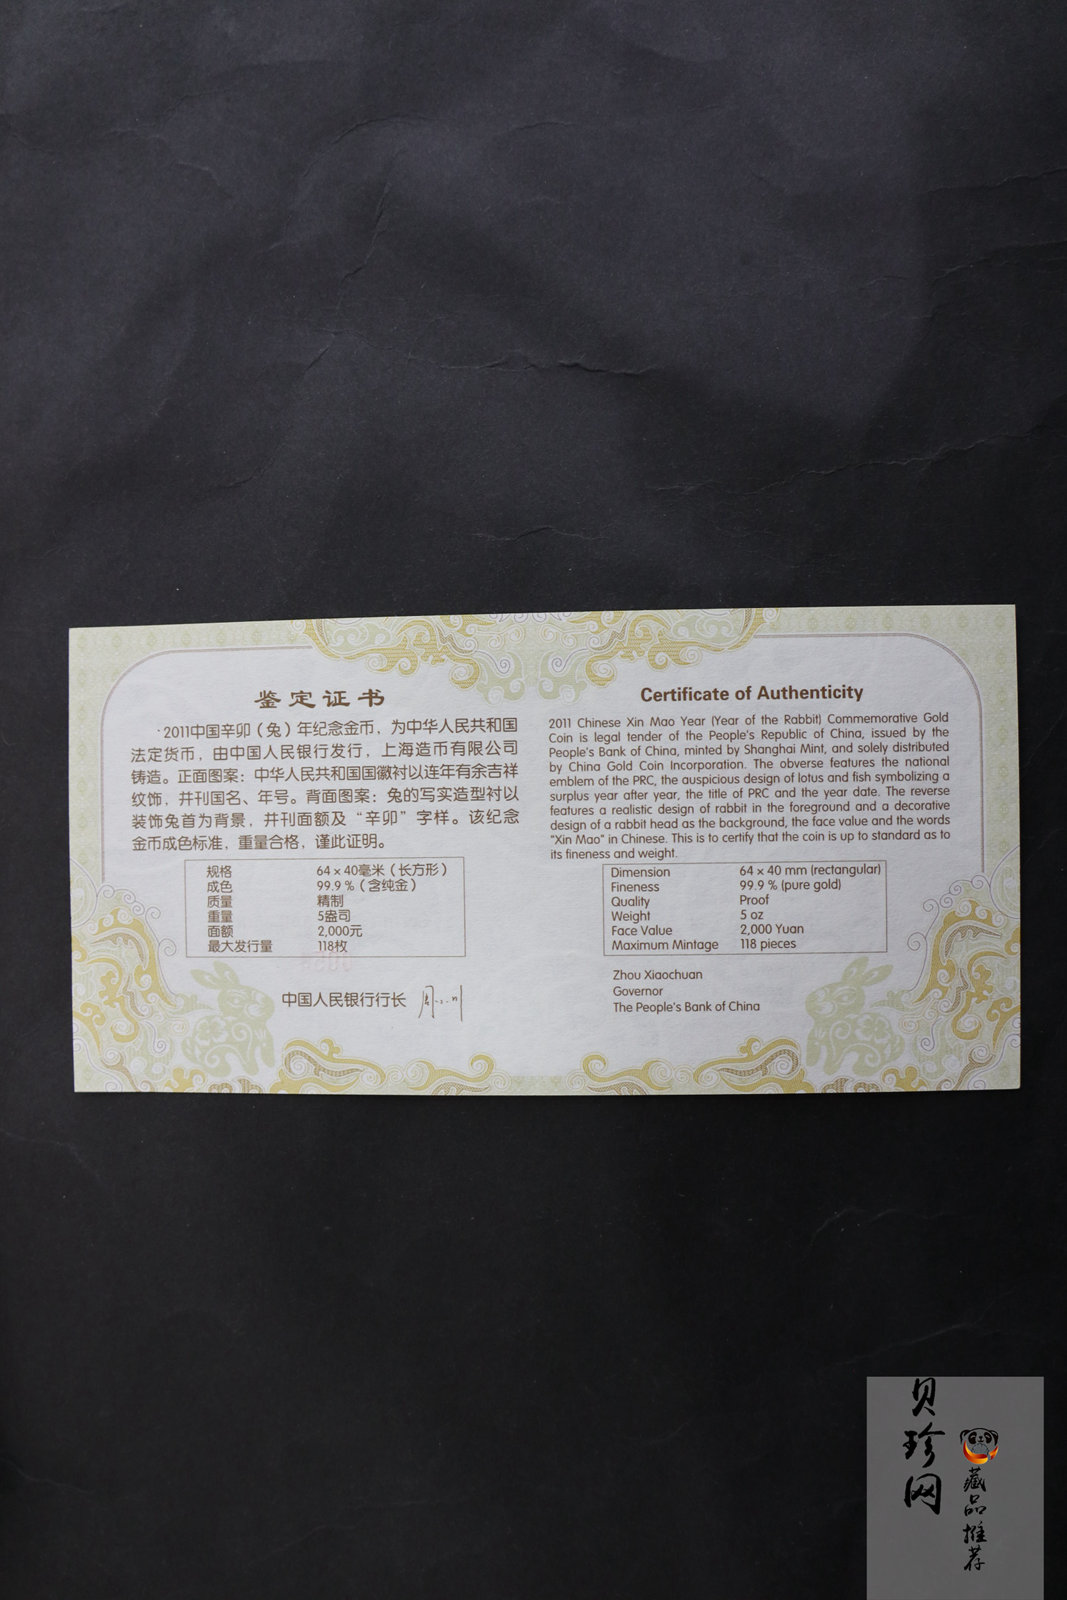 鉴定证书
·2011中国辛卯（兔）年纪念金币，为中华人民共和国
法定货币，由中国人民银行发行，上海造币有限公司
铸造。正面图案：中华人民共和国国徽衬以连年有余吉祥
纹饰，并刊国名、年号。背面图案：兔的写实造型衬以
装饰兔首为背景，并刊面额及“辛卯”字样。该纪念
金币成色标准，重量合格，谨此证明。
规格 64×40毫米（长方形）
成色 99.9％（含纯金）
质量 精制
重量 5盎司
面额 2,000元
最大发行量 118枚
中国人民银行行长
Certificate of Authenticity
2011 Chinese Xin Mao Year (Year of the Rabbit) Commemorative Gold
Coin is legal tender of the People's Republic of China, issued by the
People's Bank of China, minted by Shanghai Mint, and solely distributed
by China Gold Coin Incorporation. The obverse features the national
emblem of the PRC, the auspicious design of lotus and fish symbolizing a
surplus year after year, the title of PRC and the year date. The reverse
features a realistic design of rabbit in the foreground and a decorative
design of a rabbit head as the background, the face value and the words
"Xin Mao" in Chinese. This is to certify that the coin is up to standard as to
its fineness and weight.
Dimension 64×40 mm (rectangular)
Fineness 99.9 % (pure gold)
Quality Proof
Weight 5 oz
Face Value 2,000 Yuan
Maximum Mintage 118 pieces
Zhou Xiaochuan
Governor
The People's Bank of China
贝珍网
藏品推荐